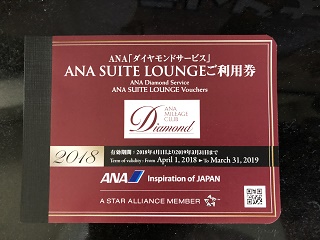 ANA「ダイヤモンドサービス」
ANA SUITE LOUNGEご利用券
ANA Diamond Service
ANA SUITE LOUNGE Vouchers
ANA
MILEAGE
CLUB
Diamond
2018
有効期間：2018年4月1日より2019年3月31日まで
Term of validity : From April 1, 2018 ▸ To March 31, 2019
ANA Inspiration of JAPAN
A STAR ALLIANCE MEMBER